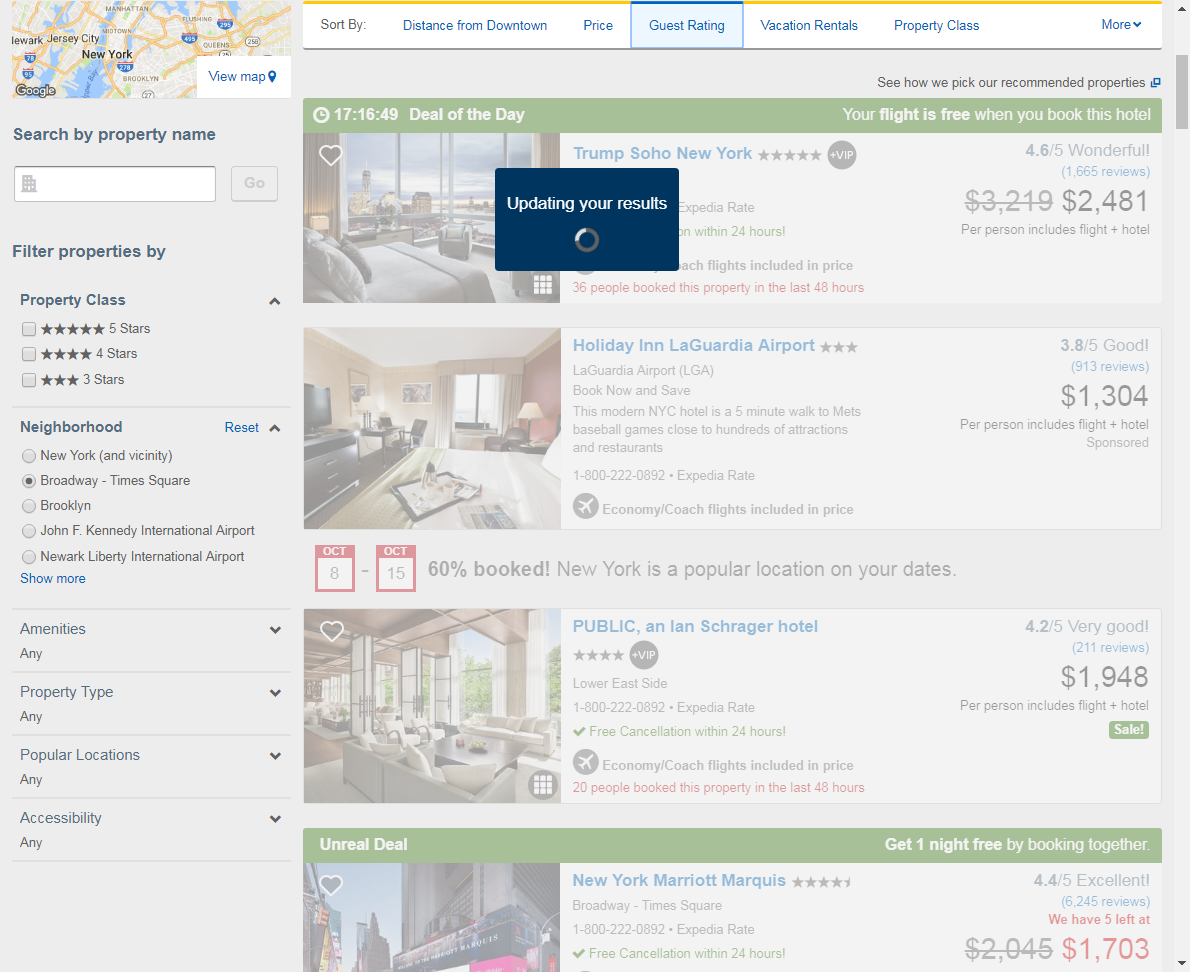 MANHATTAN
FLUSHING
Jersey City
MIDTOWN
295
495
QUEENS
258
New York
78
278
95
BROOKLYN
27
Google
View map
Sort By: Distance from Downtown Price Guest Rating Vacation Rentals Property Class More
See how we pick our recommended properties
Search by property name
Go
Filter properties by
Property Class
5 Stars
4 Stars
3 Stars
Neighborhood Reset
New York (and vicinity)
Broadway - Times Square
Brooklyn
John F. Kennedy International Airport
Newark Liberty International Airport
Show more
Amenities
Any
Property Type
Any
Popular Locations
Any
Accessibility
Any
17:16:49 Deal of the Day Your flight is free when you book this hotel
Trump Soho New York +VIP 4.6/5 Wonderful!
(1,665 reviews)
$3,219 $2,481
Expedia Rate
Per person includes flight + hotel
within 24 hours!
Updating your results
flights included in price
36 people booked this property in the last 48 hours
Holiday Inn LaGuardia Airport 3.8/5 Good!
LaGuardia Airport (LGA) (913 reviews)
Book Now and Save $1,304
This modern NYC hotel is a 5 minute walk to Mets
baseball games close to hundreds of attractions
and restaurants
Per person includes flight + hotel
Sponsored
1-800-222-0892 • Expedia Rate
Economy/Coach flights included in price
OCT 8 - OCT 15 60% booked! New York is a popular location on your dates.
PUBLIC, an Ian Schrager hotel 4.2/5 Very good!
+VIP (211 reviews)
Lower East Side $1,948
1-800-222-0892 • Expedia Rate Per person includes flight + hotel
Free Cancellation within 24 hours! Sale!
Economy/Coach flights included in price
20 people booked this property in the last 48 hours
Unreal Deal Get 1 night free by booking together.
New York Marriott Marquis 4.4/5 Excellent!
Broadway - Times Square (6,245 reviews)
We have 5 left at
1-800-222-0892 • Expedia Rate
Free Cancellation within 24 hours! $2,045 $1,703
MARRIOTT MARQUIS